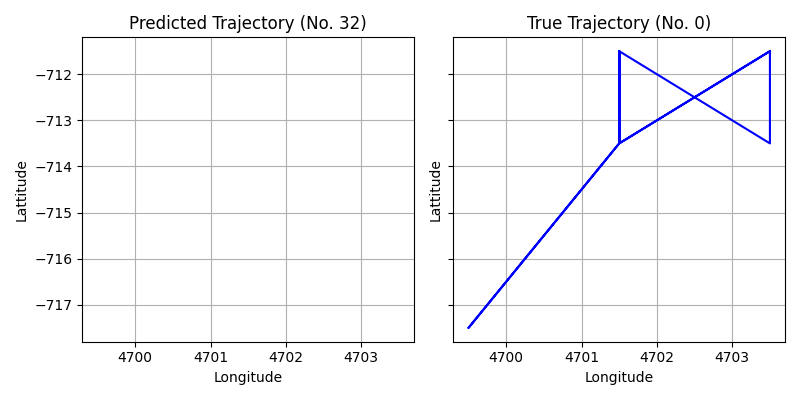 Predicted Trajectory (No. 32)
True Trajectory (No. 0)
Lattitude
−712
−713
−714
−715
−716
−717
4700 4701 4702 4703
Longitude
Lattitude
4700 4701 4702 4703
Longitude